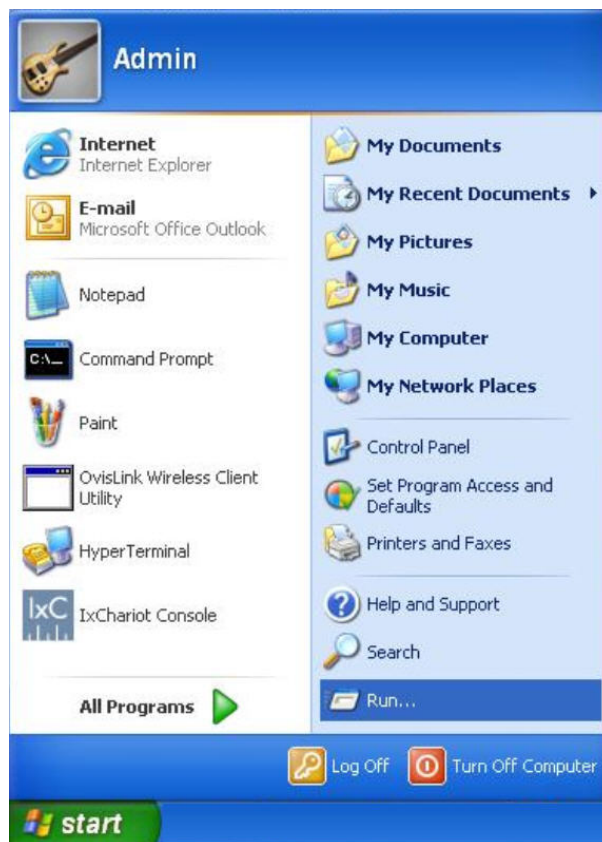 Admin
Internet
Internet Explorer
E-mail
Microsoft Office Outlook
Notepad
C:\_
Command Prompt
Paint
OvisLink Wireless Client
Utility
HyperTerminal
IxC
IxChariot Console
All Programs
My Documents
My Recent Documents
My Pictures
My Music
My Computer
My Network Places
Control Panel
Set Program Access and
Defaults
Printers and Faxes
Help and Support
Search
Run...
Log Off
Turn Off Computer
start